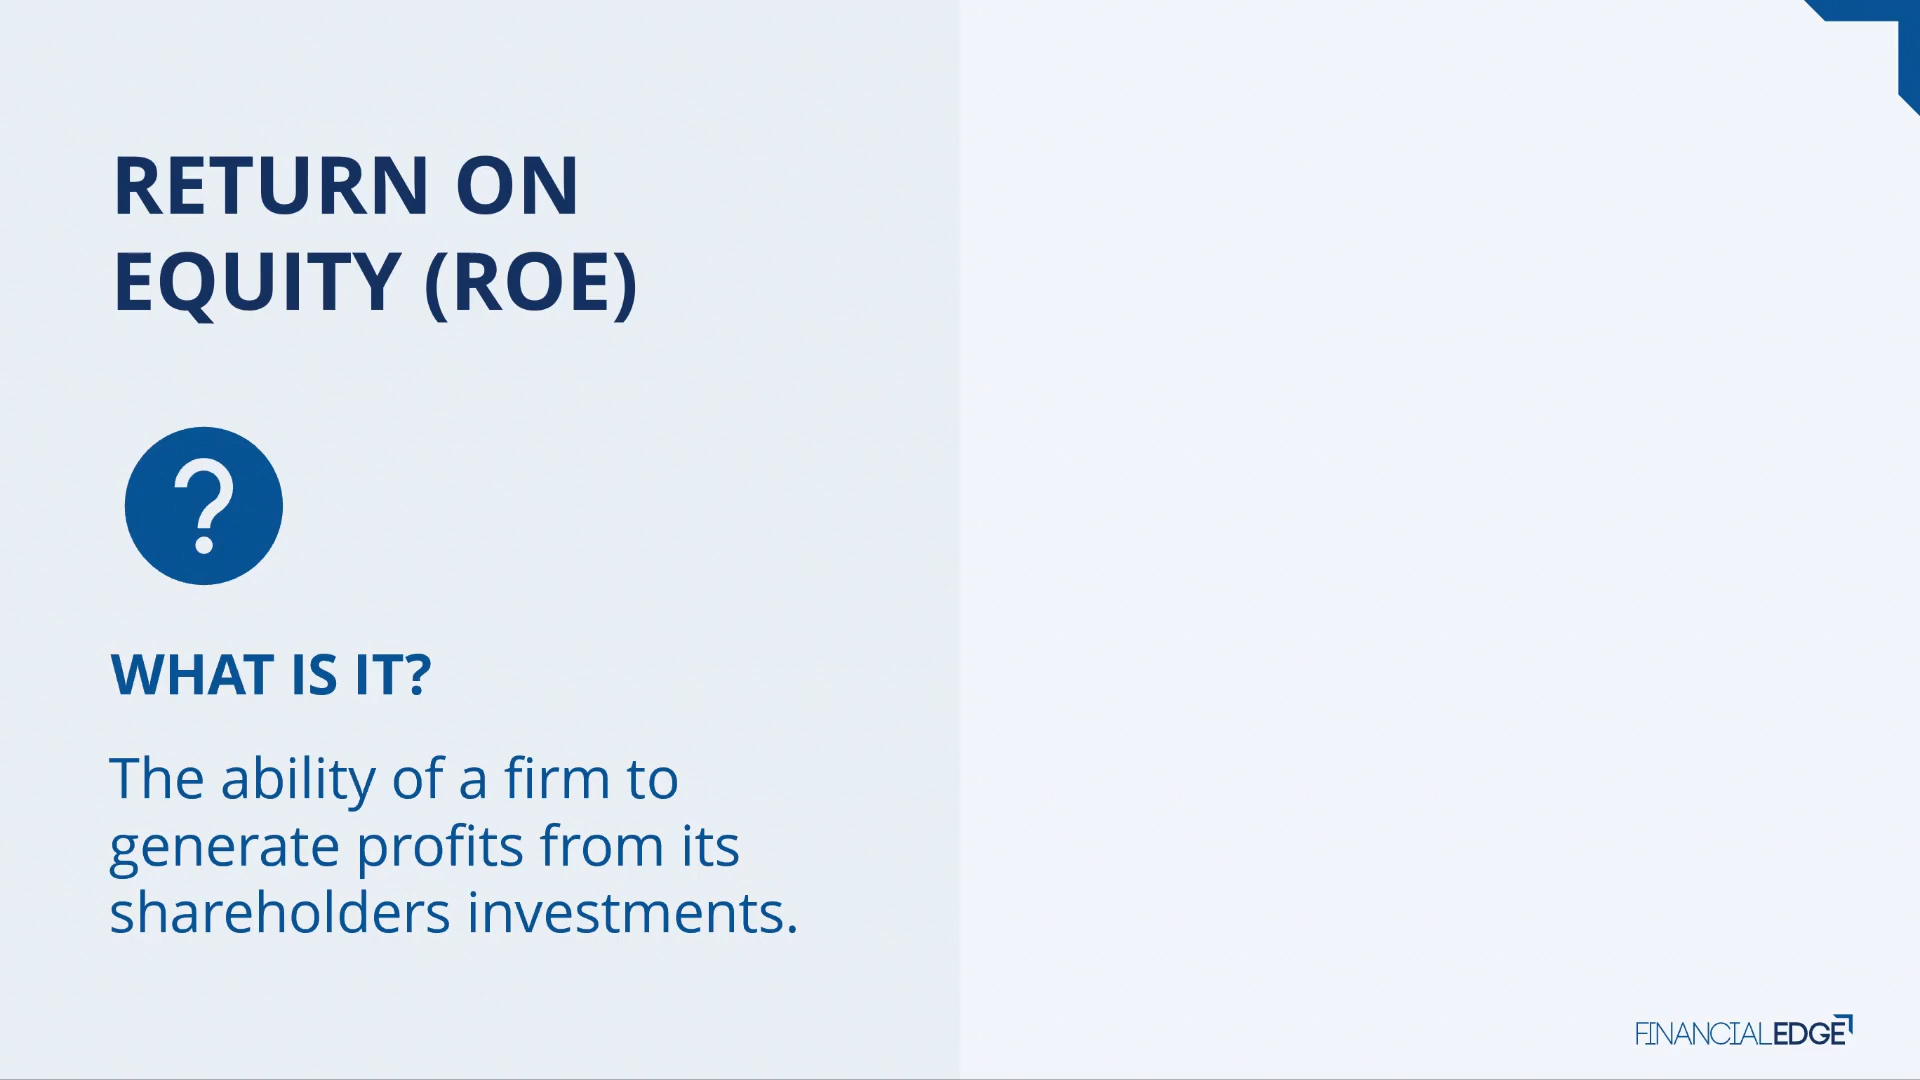 RETURN ON
EQUITY (ROE)
?
WHAT IS IT?
The ability of a firm to
generate profits from its
shareholders investments.
FINANCIALEDGE